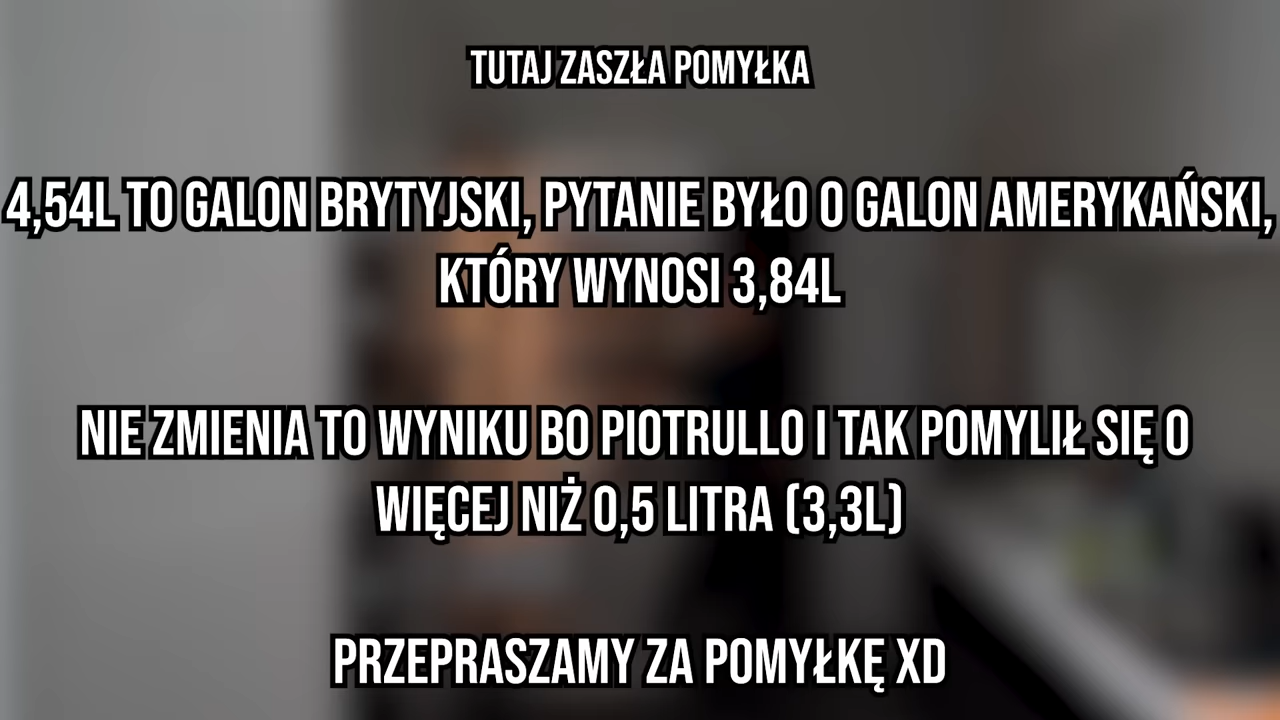 TUTAJ ZASZŁA POMYŁKA
4,54L TO GALON BRYTYJSKI, PYTANIE BYŁO O GALON AMERYKAŃSKI,
KTÓRY WYNOSI 3,84L
NIE ZMIENIA TO WYNIKU BO PIOTRULLO I TAK POMYLIŁ SIĘ O
WIĘCEJ NIŻ 0,5 LITRA (3,3L)
PRZEPRASZAMY ZA POMYŁKĘ XD